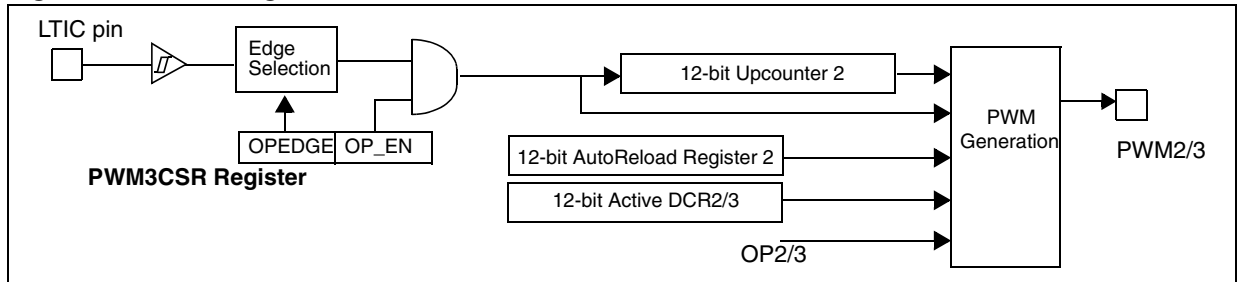 LTIC pin
Edge
Selection
OPEDGE OP_EN
PWM3CSR Register
12-bit Upcounter 2
12-bit AutoReload Register 2
12-bit Active DCR2/3
OP2/3
PWM
Generation
PWM2/3